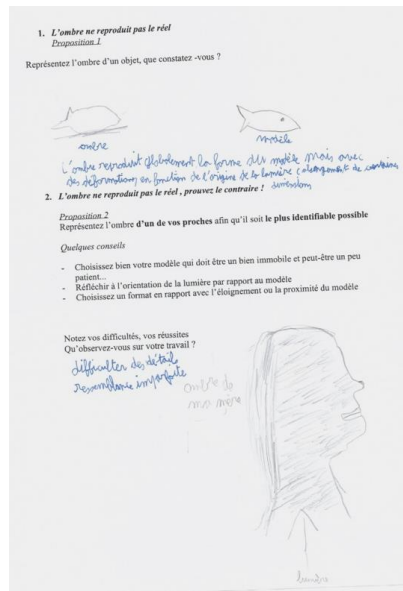 1. L'ombre ne reproduit pas le réel
Proposition 1
Représentez l'ombre d'un objet, que constatez -vous ?
ombre
modèle
L'ombre reproduit globalement la forme du modèle mais avec
des déformations en fonction de l'origine de la lumière (allongement de certaines
dimensions
2. L'ombre ne reproduit pas le réel , prouvez le contraire !
Proposition 2
Représentez l'ombre d'un de vos proches afin qu'il soit le plus identifiable possible
Quelques conseils
- Choisissez bien votre modèle qui doit être un bien immobile et peut-être un peu
patient...
- Réfléchir à l'orientation de la lumière par rapport au modèle
- Choisissez un format en rapport avec l'éloignement ou la proximité du modèle
Notez vos difficultés, vos réussites
Qu'observez-vous sur votre travail ?
difficulter des détails
ressemblance imparfaite
ombre de
ma mère
lumière